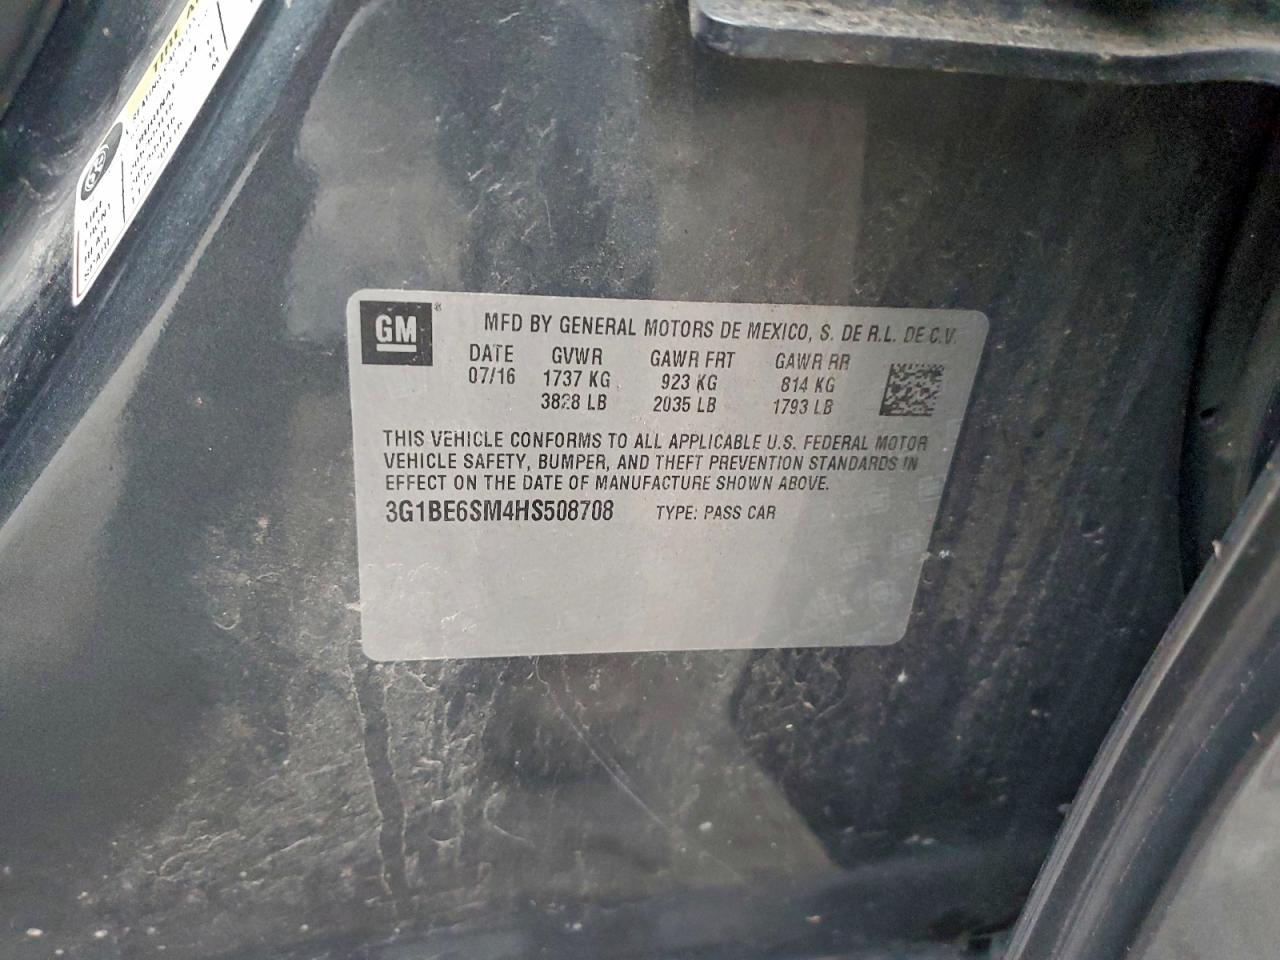 GM ®
MFD BY GENERAL MOTORS DE MEXICO, S. DE R.L. DE C.V.
DATE GVWR GAWR FRT GAWR RR
07/16 1737 KG 923 KG 814 KG
3828 LB 2035 LB 1793 LB
THIS VEHICLE CONFORMS TO ALL APPLICABLE U.S. FEDERAL MOTOR
VEHICLE SAFETY, BUMPER, AND THEFT PREVENTION STANDARDS IN
EFFECT ON THE DATE OF MANUFACTURE SHOWN ABOVE.
3G1BE6SM4HS508708 TYPE: PASS CAR